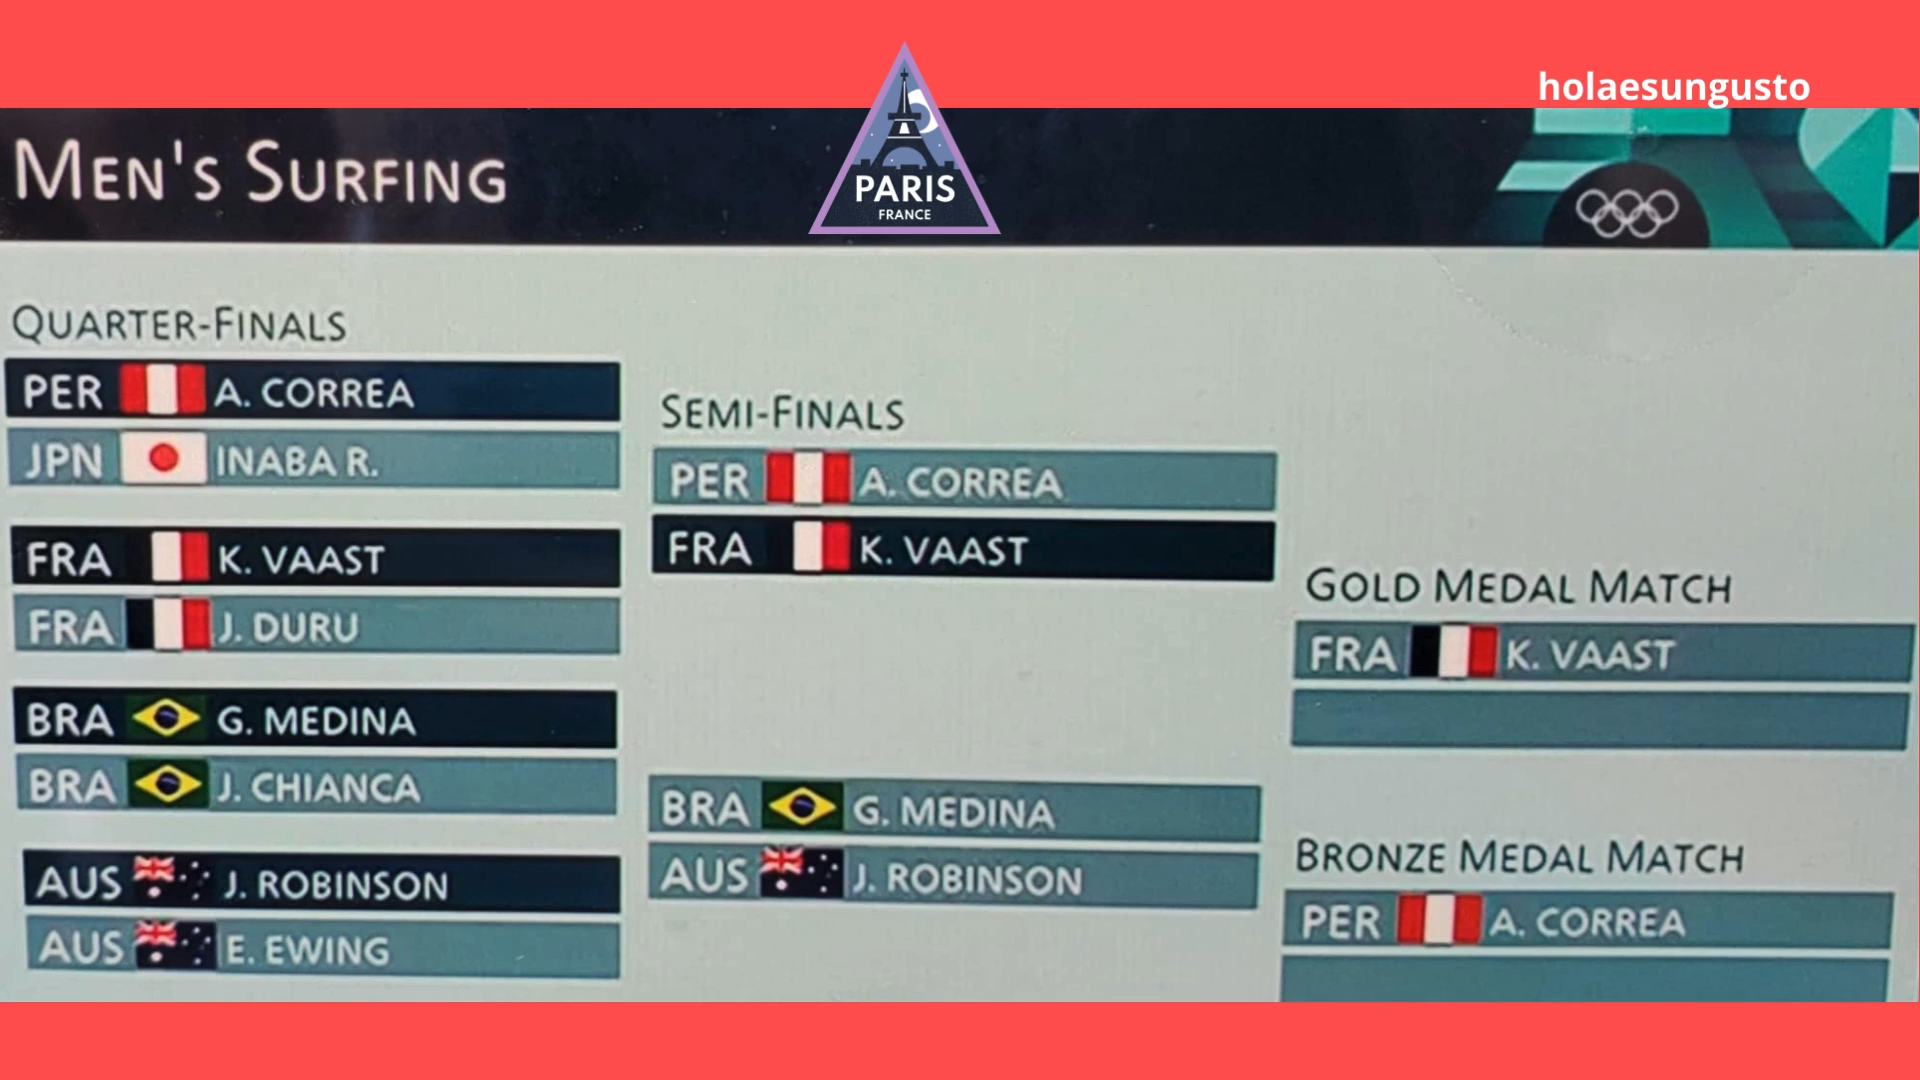 holaesungusto
PARIS
FRANCE
MEN'S SURFING
QUARTER-FINALS
PER A. CORREA
JPN INABA R.
FRA K. VAAST
FRA J. DURU
BRA G. MEDINA
BRA J. CHIANCA
AUS J. ROBINSON
AUS E. EWING
SEMI-FINALS
PER A. CORREA
FRA K. VAAST
BRA G. MEDINA
AUS J. ROBINSON
GOLD MEDAL MATCH
FRA K. VAAST
BRONZE MEDAL MATCH
PER A. CORREA